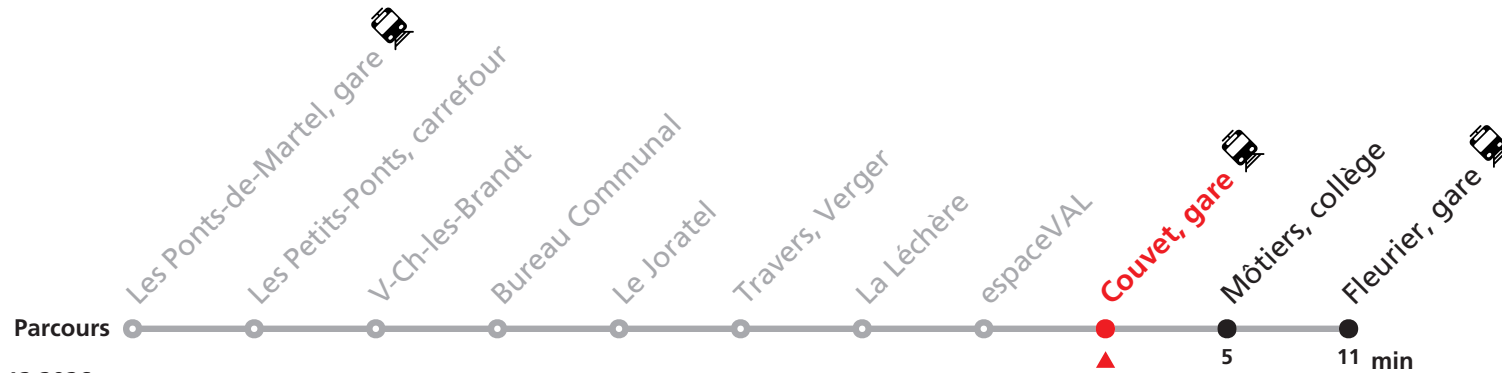 Les Ponts-de-Martel, gare
Les Petits-Ponts, carrefour
V-Ch-les-Brandt
Bureau Communal
Le Joratel
Travers, Verger
La Léchère
espaceVAL
Couvet, gare
Môtiers, collège
Fleurier, gare
Parcours
5
11 min